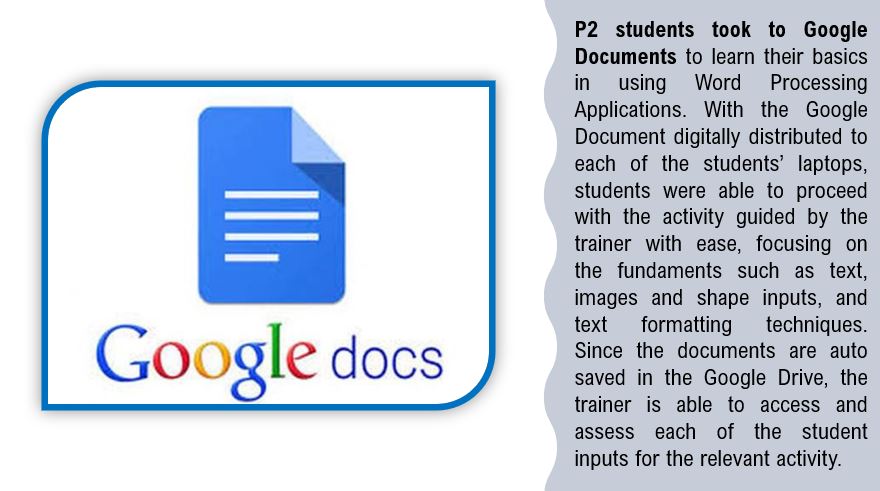 Google docs
P2 students took to Google
Documents to learn their basics
in using Word Processing
Applications. With the Google
Document digitally distributed to
each of the students’ laptops,
students were able to proceed
with the activity guided by the
trainer with ease, focusing on
the fundaments such as text,
images and shape inputs, and
text formatting techniques.
Since the documents are auto
saved in the Google Drive, the
trainer is able to access and
assess each of the student
inputs for the relevant activity.